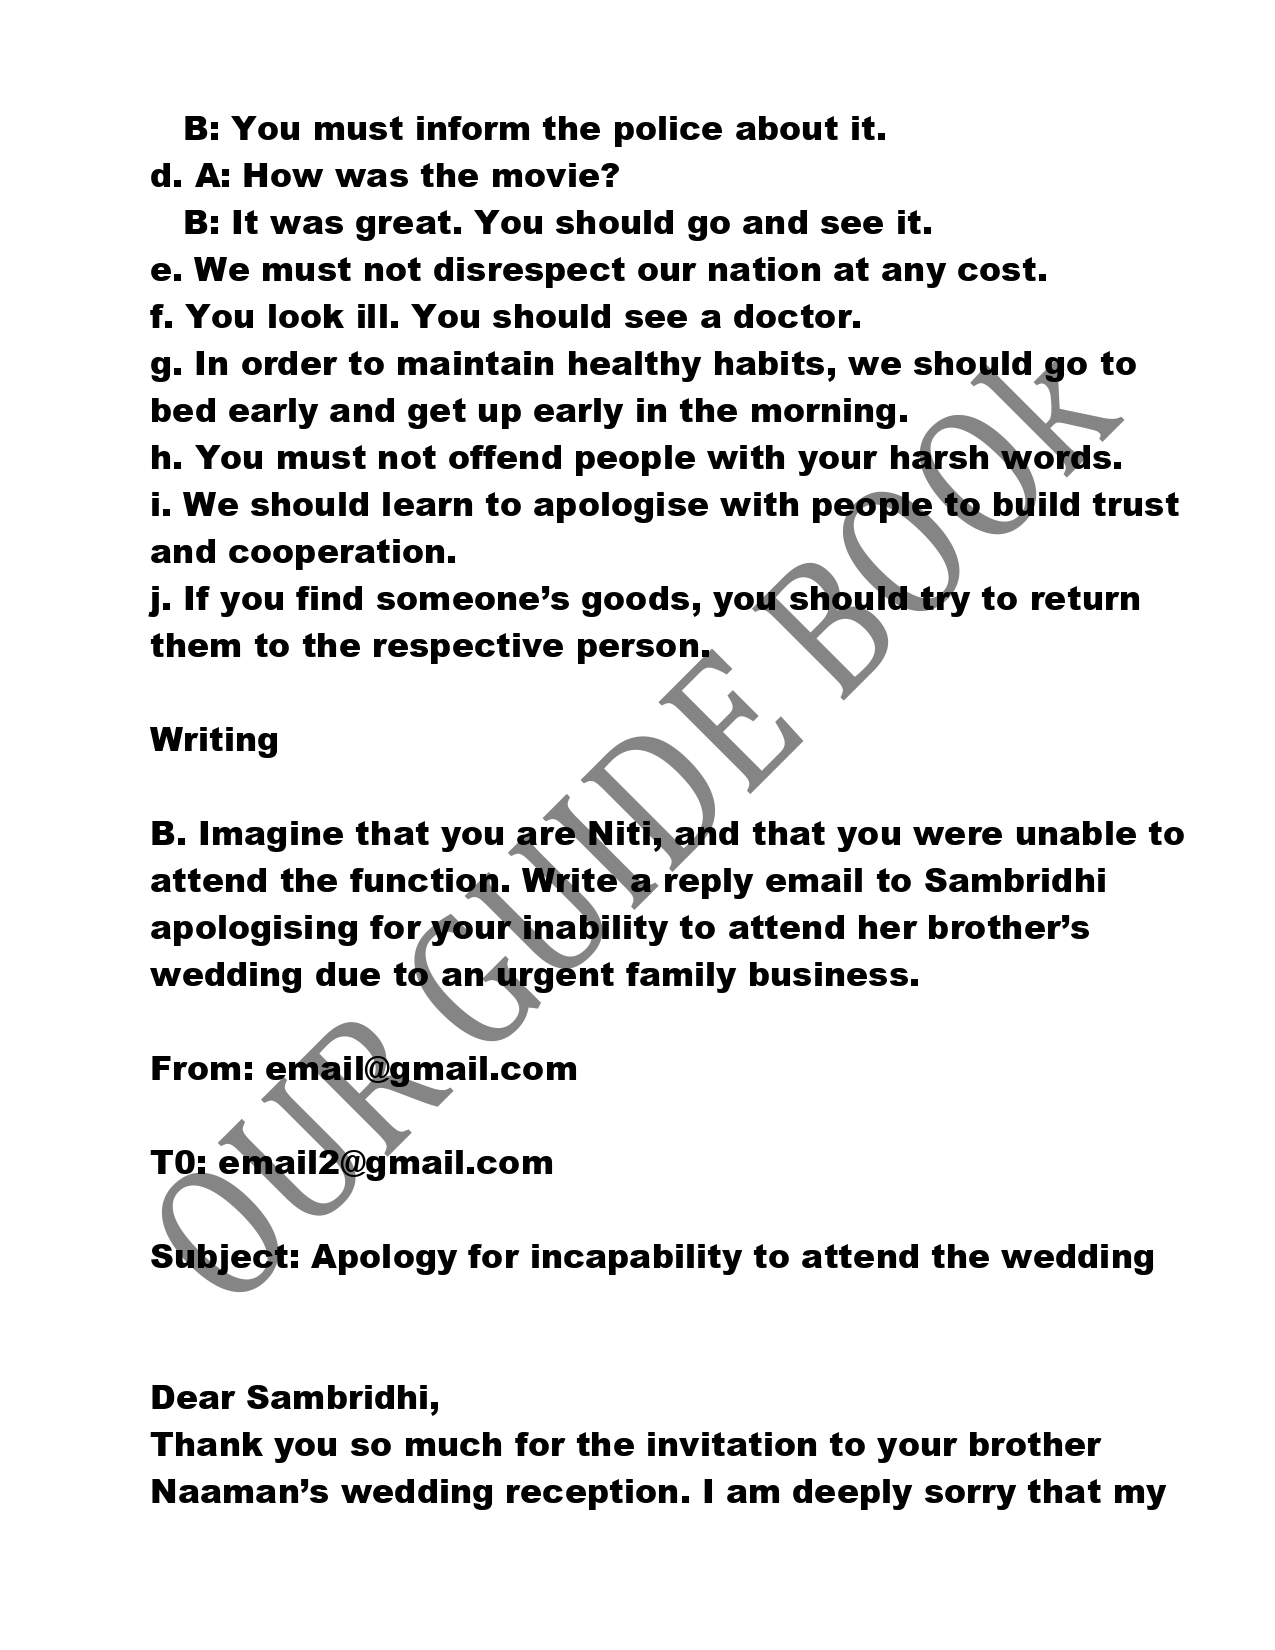 B: You must inform the police about it.
d. A: How was the movie?
B: It was great. You should go and see it.
e. We must not disrespect our nation at any cost.
f. You look ill. You should see a doctor.
g. In order to maintain healthy habits, we should go to
bed early and get up early in the morning.
h. You must not offend people with your harsh words.
i. We should learn to apologise with people to build trust
and cooperation.
j. If you find someone’s goods, you should try to return
them to the respective person.
Writing
B. Imagine that you are Niti, and that you were unable to
attend the function. Write a reply email to Sambridhi
apologising for your inability to attend her brother’s
wedding due to an urgent family business.
From: email@gmail.com
T0: email2@gmail.com
Subject: Apology for incapability to attend the wedding
Dear Sambridhi,
Thank you so much for the invitation to your brother
Naaman’s wedding reception. I am deeply sorry that my
OUR GUIDE BOOK